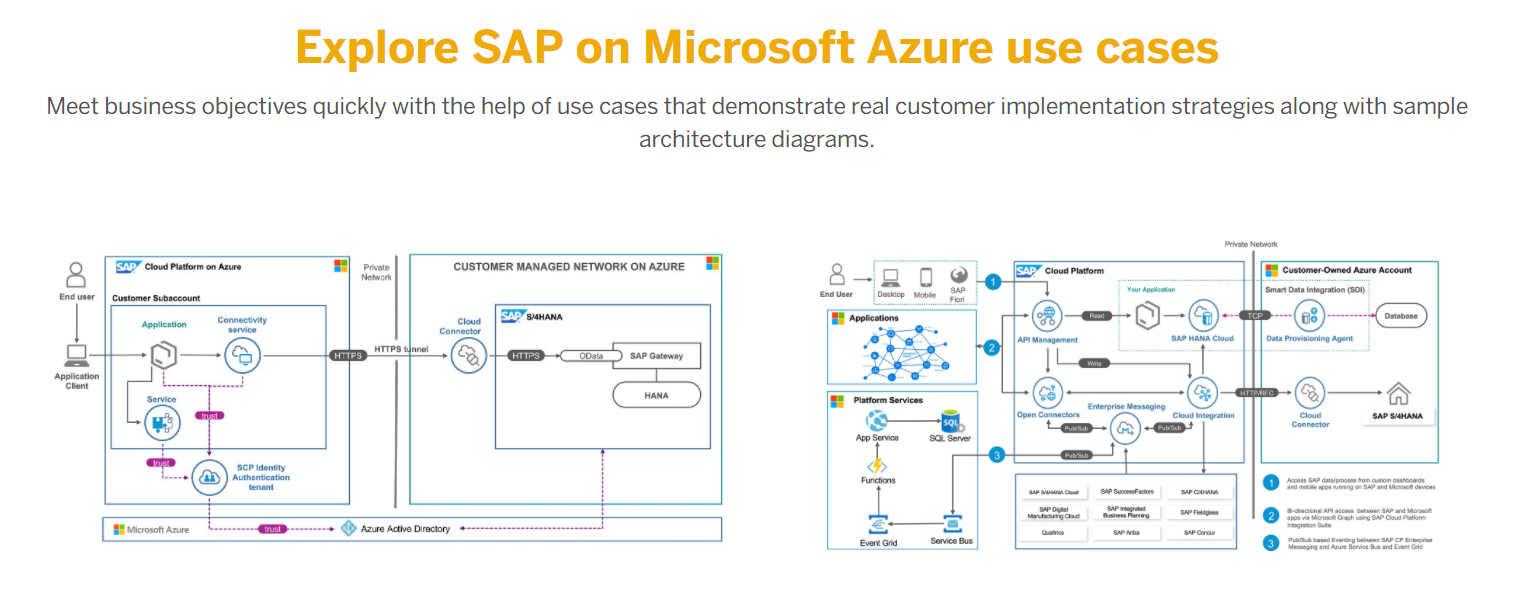 Explore SAP on Microsoft Azure use cases
Meet business objectives quickly with the help of use cases that demonstrate real customer implementation strategies along with sample
architecture diagrams.
SAP Cloud Platform on Azure
Private
Network
CUSTOMER MANAGED NETWORK ON AZURE
End user
Customer Subaccount
Application
Connectivity
service
Cloud
Connector
SAP S/4HANA
HTTPS
HTTPS tunnel
HTTPS
OData
SAP Gateway
Application
Client
HANA
Service
trust
trust
SCP Identity
Authentication
tenant
Microsoft Azure
trust
Azure Active Directory
Private Network
End User
Desktop
Mobile
SAP
Fiori
1
SAP Cloud Platform
Customer-Owned Azure Account
Your Application
Smart Data Integration (SDI)
Applications
Read
TCP
Database
API Management
SAP HANA Cloud
Data Provisioning Agent
2
Write
Platform Services
Open Connectors
Enterprise Messaging
Cloud Integration
HTTP/RFC
Cloud
Connector
SAP S/4HANA
App Service
SQL
SQL Server
Pub/Sub
Pub/Sub
3
Pub/Sub
Functions
Event Grid
Service Bus
SAP S/4HANA Cloud
SAP SuccessFactors
SAP C/4HANA
SAP Digital
Manufacturing Cloud
SAP Integrated
Business Planning
SAP Fieldglass
Qualtrics
SAP Ariba
SAP Concur
1
Access SAP data/process from custom dashboards
and mobile apps running on SAP and Microsoft devices
2
Bi-directional API access between SAP and Microsoft
apps via Microsoft Graph using SAP Cloud Platform
Integration Suite
3
Pub/Sub based Eventing between SAP CP Enterprise
Messaging and Azure Service Bus and Event Grid